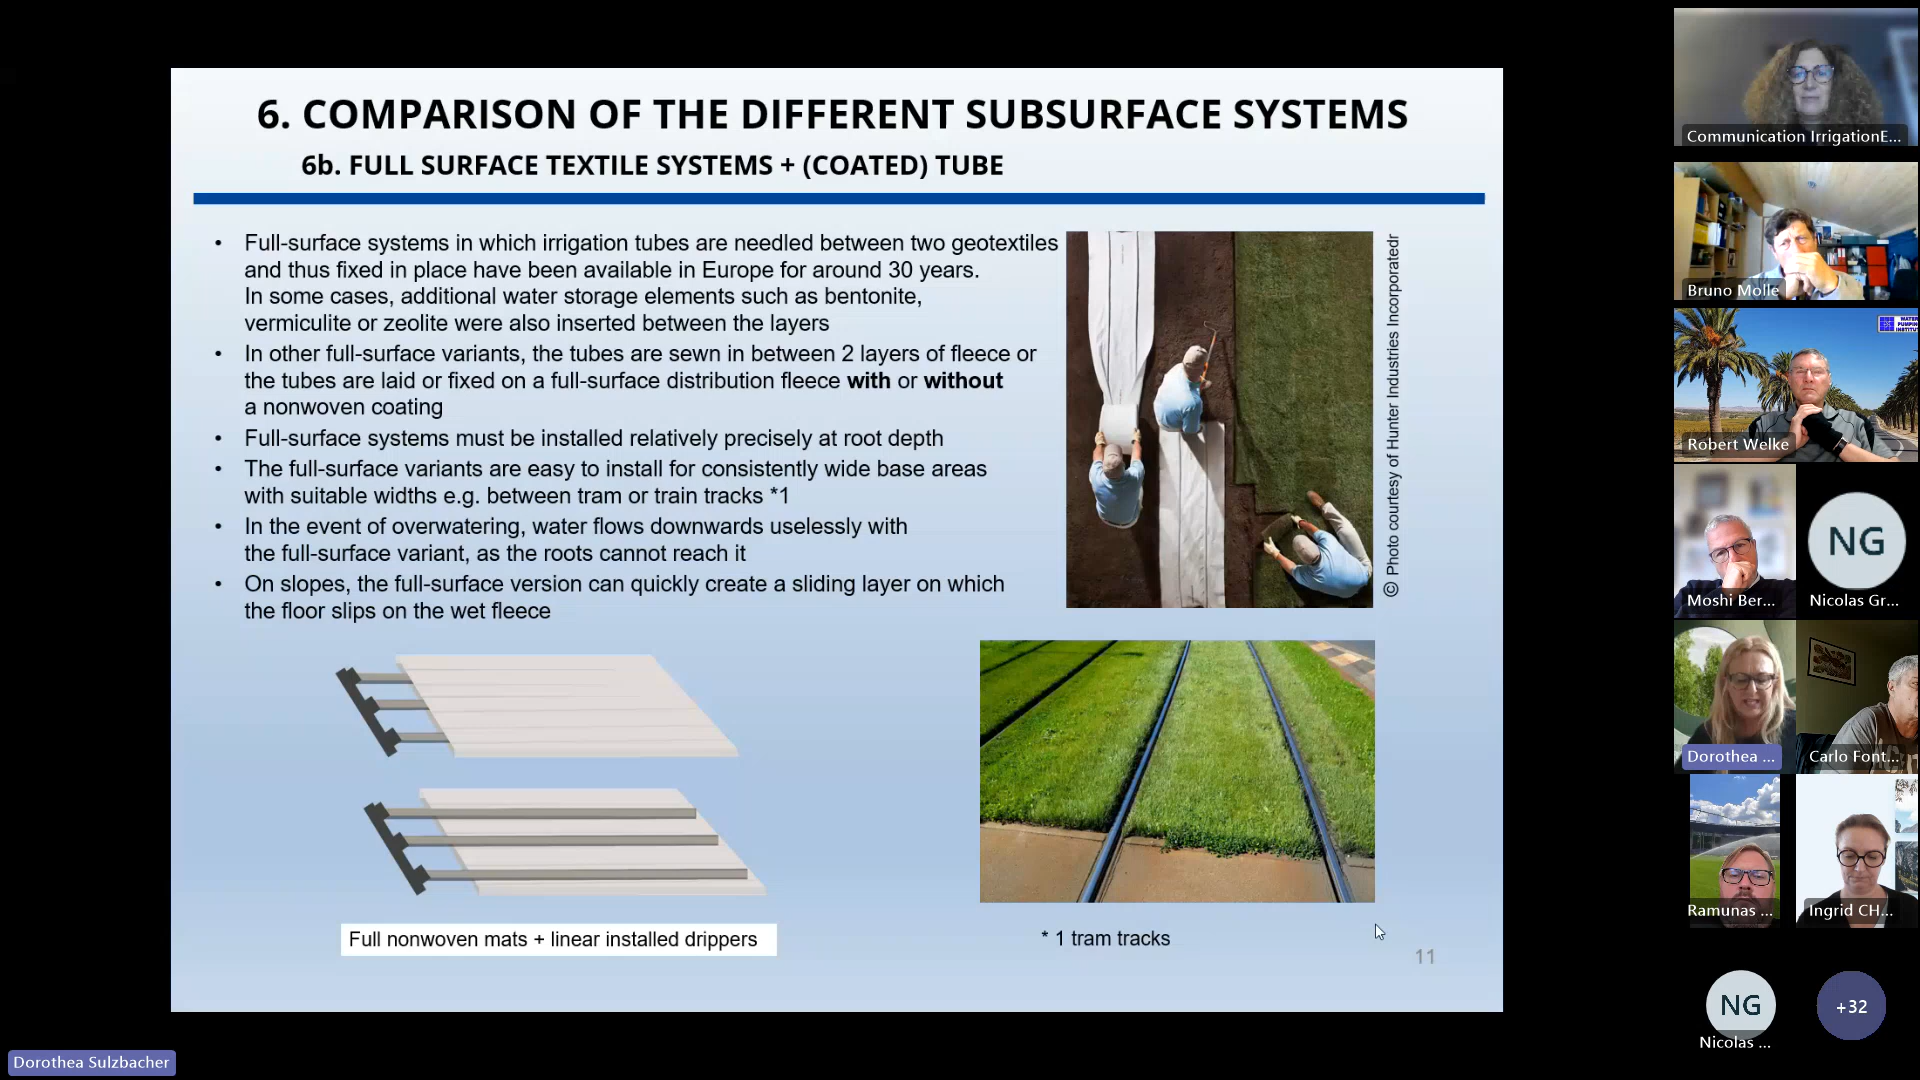 6. COMPARISON OF THE DIFFERENT SUBSURFACE SYSTEMS
6b. FULL SURFACE TEXTILE SYSTEMS + (COATED) TUBE
• Full-surface systems in which irrigation tubes are needled between two geotextiles
and thus fixed in place have been available in Europe for around 30 years.
In some cases, additional water storage elements such as bentonite,
vermiculite or zeolite were also inserted between the layers
• In other full-surface variants, the tubes are sewn in between 2 layers of fleece or
the tubes are laid or fixed on a full-surface distribution fleece with or without
a nonwoven coating
• Full-surface systems must be installed relatively precisely at root depth
• The full-surface variants are easy to install for consistently wide base areas
with suitable widths e.g. between tram or train tracks *1
• In the event of overwatering, water flows downwards uselessly with
the full-surface variant, as the roots cannot reach it
• On slopes, the full-surface version can quickly create a sliding layer on which
the floor slips on the wet fleece
© Photo courtesy of Hunter Industries Incorporatedr
Full nonwoven mats + linear installed drippers
* 1 tram tracks
11
Dorothea Sulzbacher
Communication IrrigationE...
Bruno Molle
WATER
PUMPING
INSTITUTE
Robert Welke
Moshi Ber...
NG
Nicolas Gr...
Dorothea ...
Carlo Font...
Ramunas ...
Ingrid CH...
NG
Nicolas ...
+32